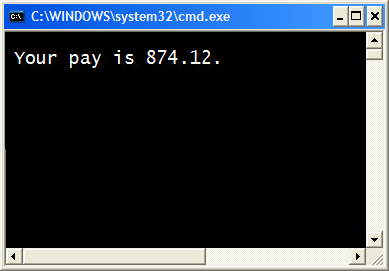 C:\WINDOWS\system32\cmd.exe
Your pay is 874.12.